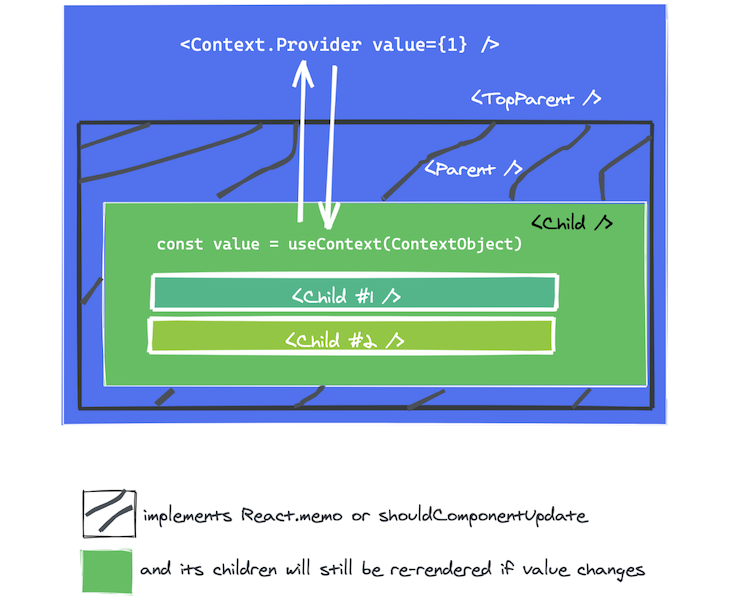 <Context.Provider value={1} />
<TopParent />
<Parent />
<Child />
const value = useContext(ContextObject)
<Child #1 />
<Child #2 />
implements React.memo or shouldComponentUpdate
and its children will still be re-rendered if value changes